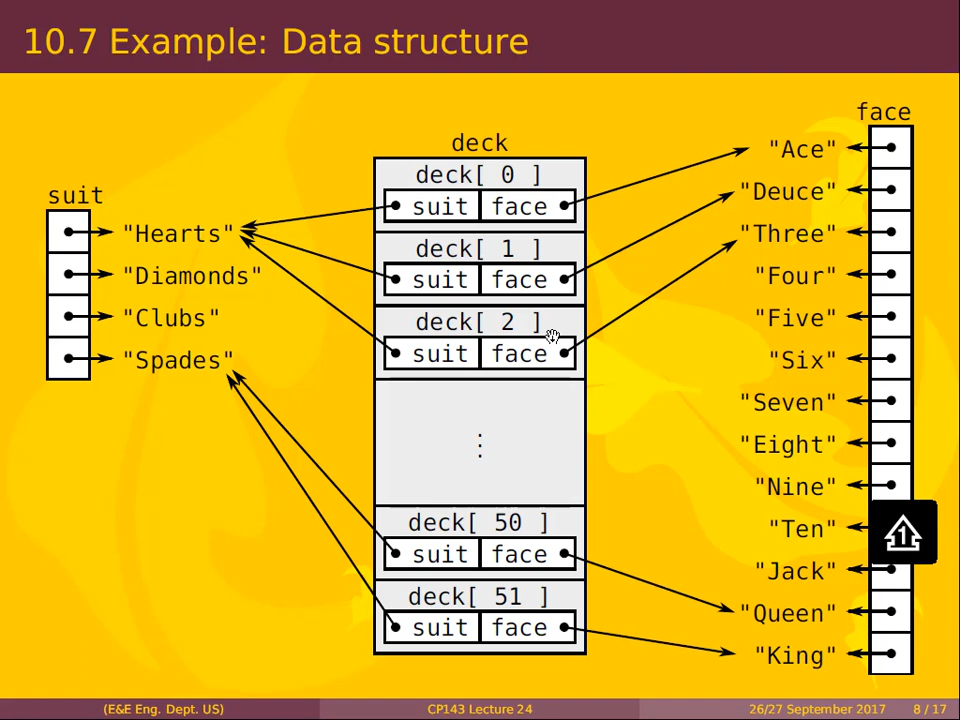 10.7 Example: Data structure
suit
"Hearts"
"Diamonds"
"Clubs"
"Spades"
deck
deck[ 0 ]
suit face
deck[ 1 ]
suit face
deck[ 2 ]
suit face
⋮
deck[ 50 ]
suit face
deck[ 51 ]
suit face
face
"Ace"
"Deuce"
"Three"
"Four"
"Five"
"Six"
"Seven"
"Eight"
"Nine"
"Ten"
"Jack"
"Queen"
"King"
1
(E&E Eng. Dept. US) CP143 Lecture 24 26/27 September 2017 8 / 17